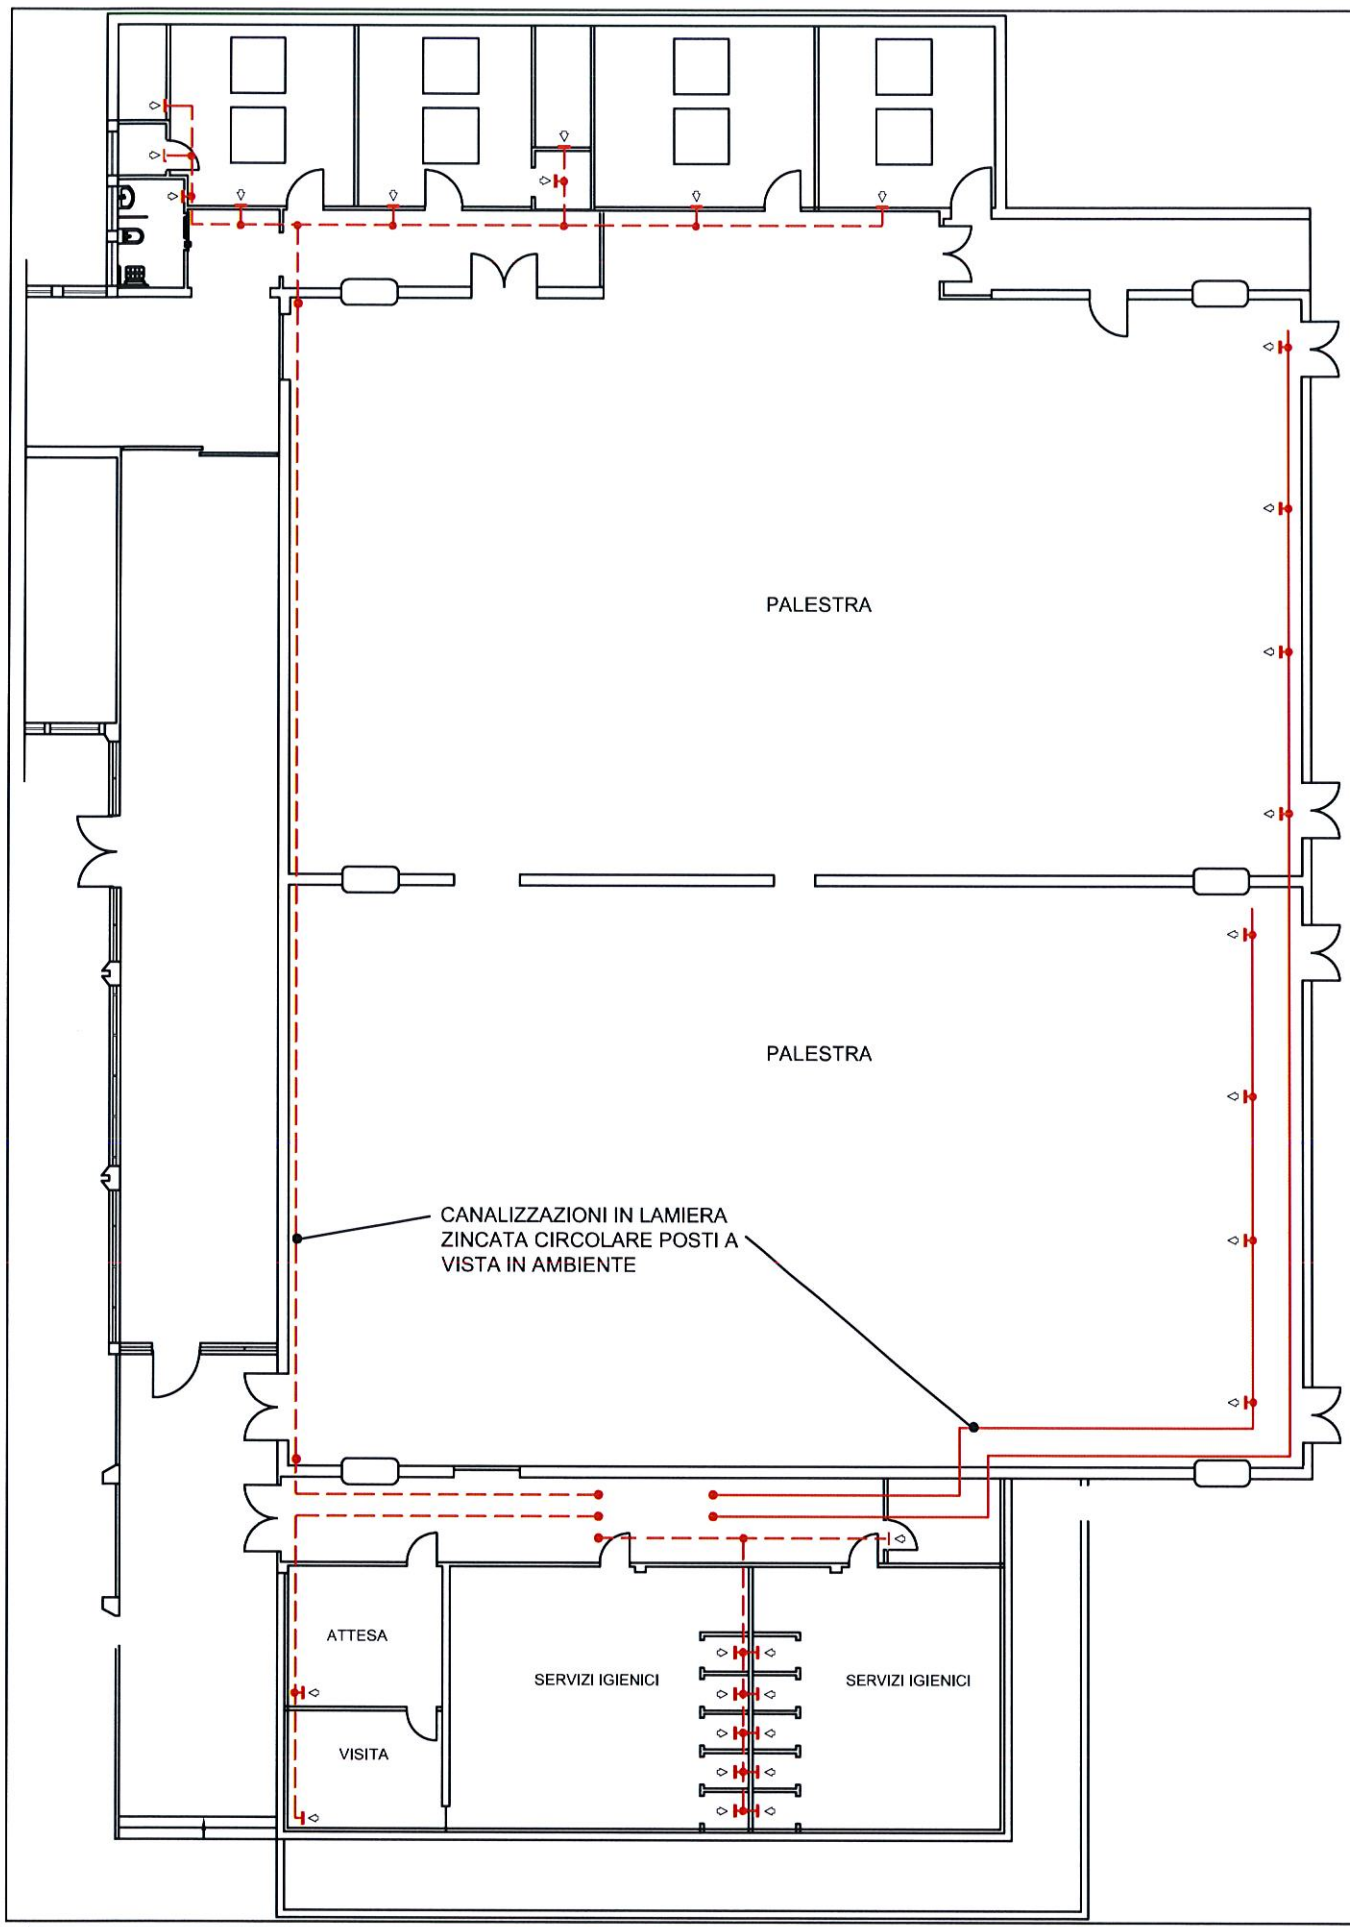 PALESTRA
PALESTRA
CANALIZZAZIONI IN LAMIERA
ZINCATA CIRCOLARE POSTI A
VISTA IN AMBIENTE
ATTESA
SERVIZI IGIENICI
SERVIZI IGIENICI
VISITA